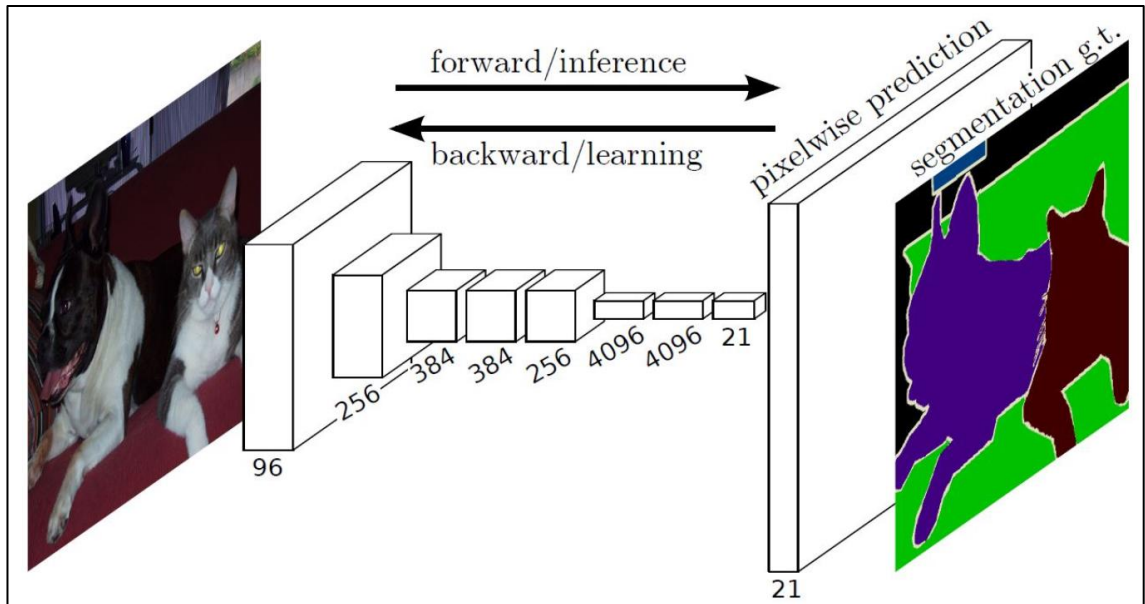 forward/inference
backward/learning
pixelwise prediction
segmentation g.t.
96
256
384
384
256
4096
4096
21
21